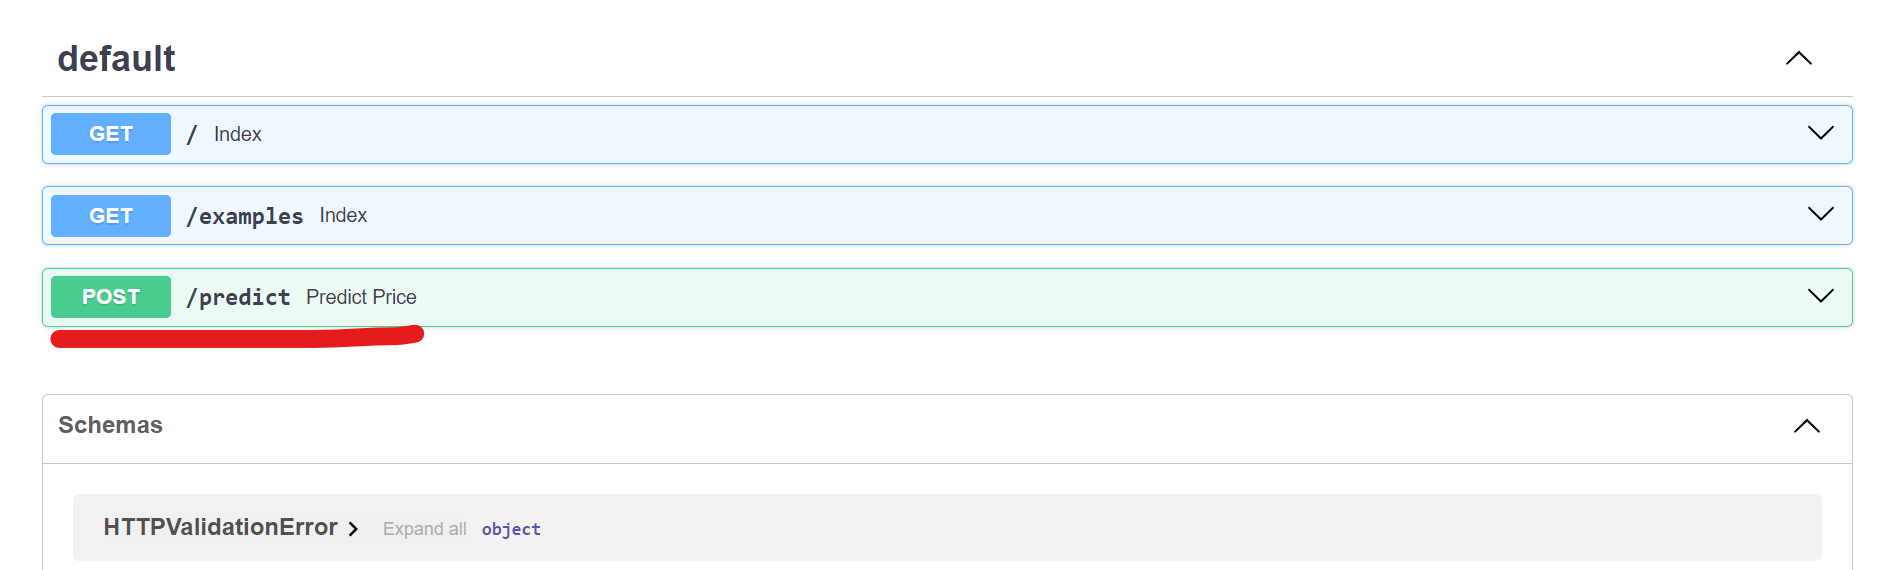 default
GET / Index
GET /examples Index
POST /predict Predict Price
Schemas
HTTPValidationError Expand all object